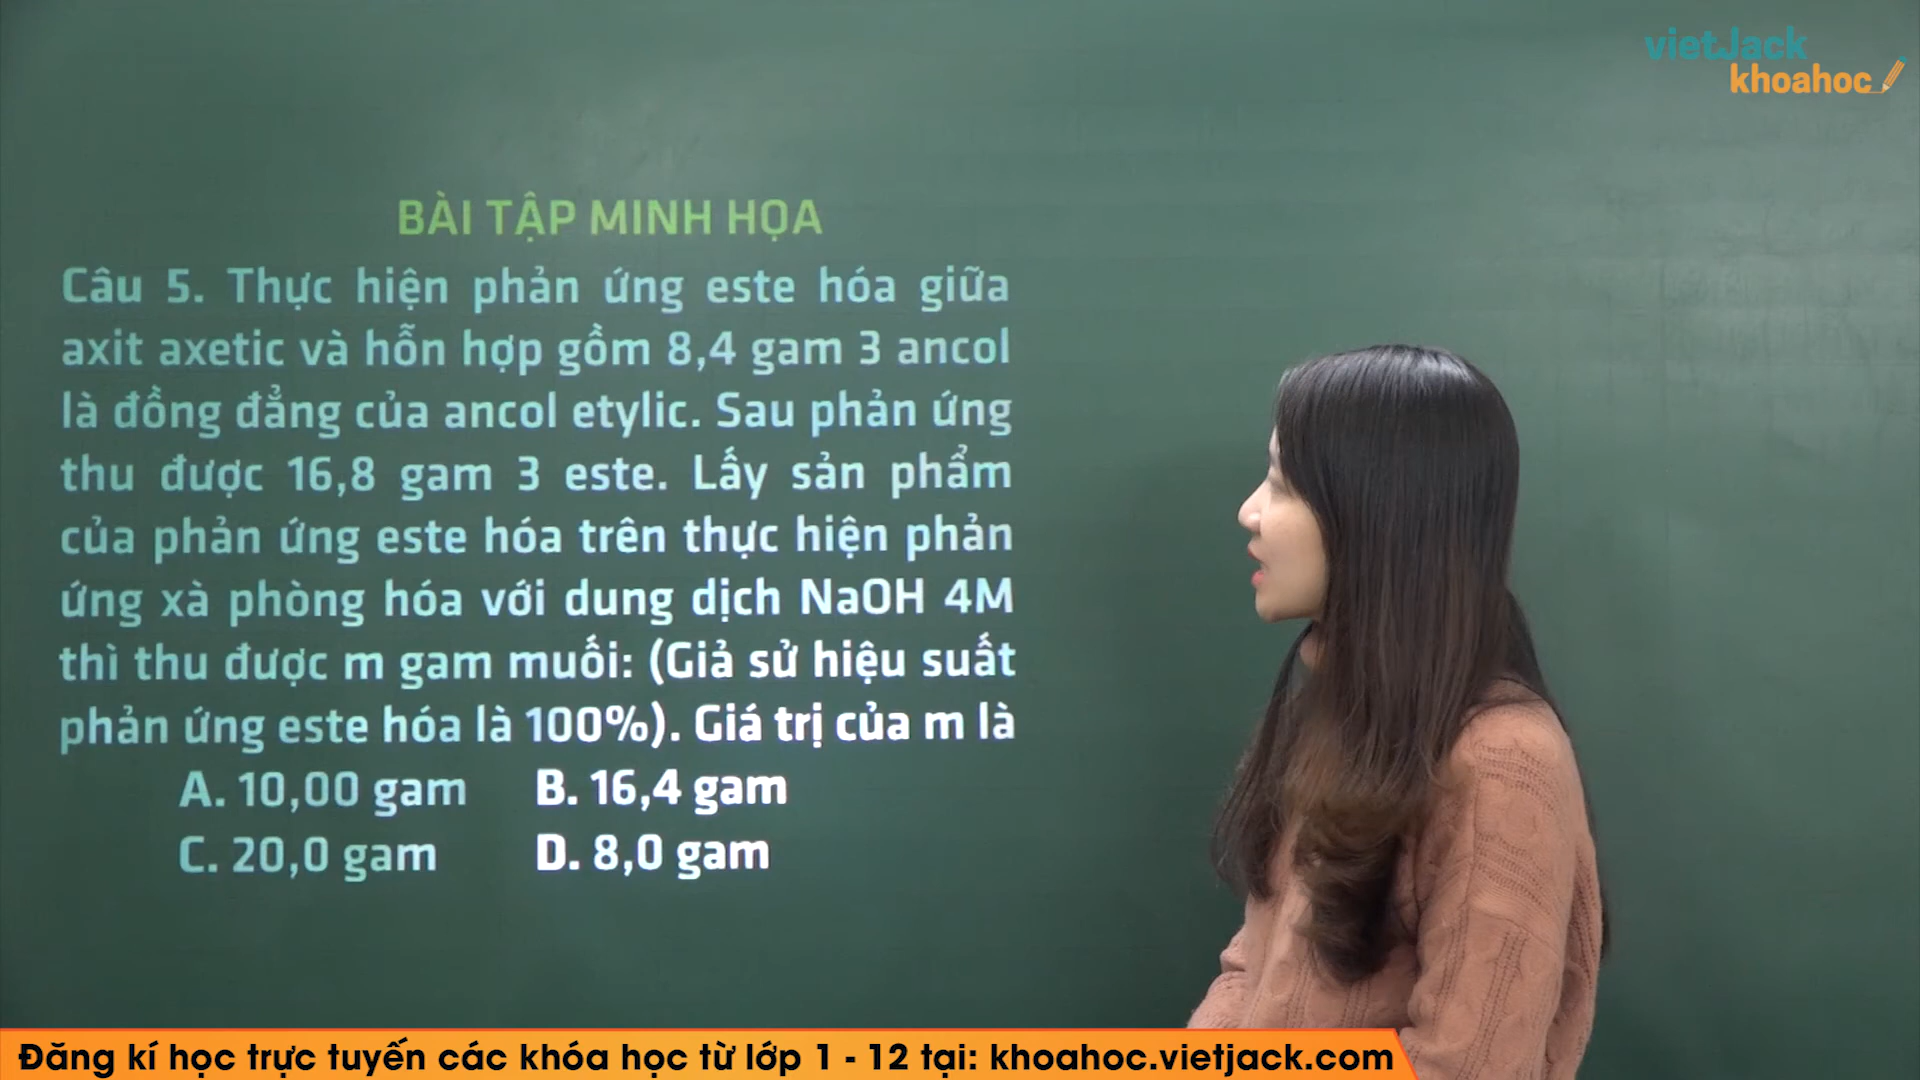 vietJack
khoahoc
BÀI TẬP MINH HỌA
Câu 5. Thực hiện phản ứng este hóa giữa
axit axetic và hỗn hợp gồm 8,4 gam 3 ancol
là đồng đẳng của ancol etylic. Sau phản ứng
thu được 16,8 gam 3 este. Lấy sản phẩm
của phản ứng este hóa trên thực hiện phản
ứng xà phòng hóa với dung dịch NaOH 4M
thì thu được m gam muối: (Giả sử hiệu suất
phản ứng este hóa là 100%). Giá trị của m là
A. 10,00 gam B. 16,4 gam
C. 20,0 gam D. 8,0 gam
Đăng kí học trực tuyến các khóa học từ lớp 1 - 12 tại: khoahoc.vietjack.com